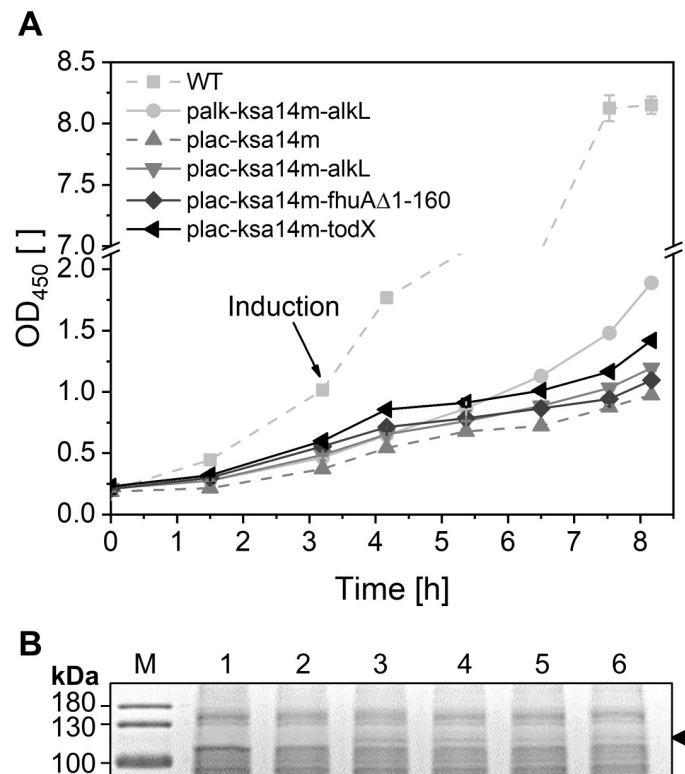 A
8.5
8.0
7.5
7.0
2.0
1.5
1.0
0.5
0.0
OD450 [ ]
WT
palk-ksa14m-alkL
plac-ksa14m
plac-ksa14m-alkL
plac-ksa14m-fhuAΔ1-160
plac-ksa14m-todX
Induction
0 1 2 3 4 5 6 7 8
Time [h]
B
kDa M 1 2 3 4 5 6
180
130
100